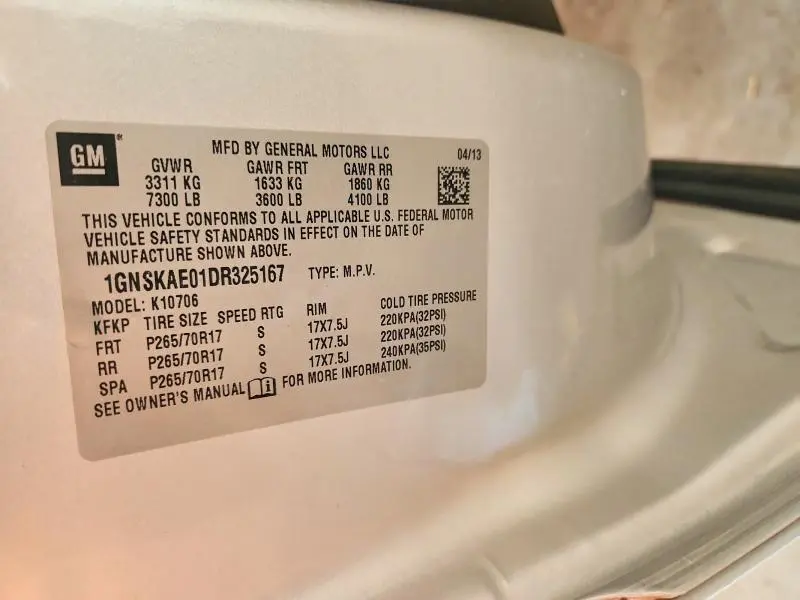 GM
MFD BY GENERAL MOTORS LLC 04/13
GVWR GAWR FRT GAWR RR
3311 KG 1633 KG 1860 KG
7300 LB 3600 LB 4100 LB
THIS VEHICLE CONFORMS TO ALL APPLICABLE U.S. FEDERAL MOTOR
VEHICLE SAFETY STANDARDS IN EFFECT ON THE DATE OF
MANUFACTURE SHOWN ABOVE.
1GNSKAE01DR325167 TYPE: M.P.V.
MODEL: K10706
KFKP TIRE SIZE SPEED RTG RIM COLD TIRE PRESSURE
FRT P265/70R17 S 17X7.5J 220KPA(32PSI)
RR P265/70R17 S 17X7.5J 220KPA(32PSI)
SPA P265/70R17 S 17X7.5J 240KPA(35PSI)
SEE OWNER'S MANUAL FOR MORE INFORMATION.